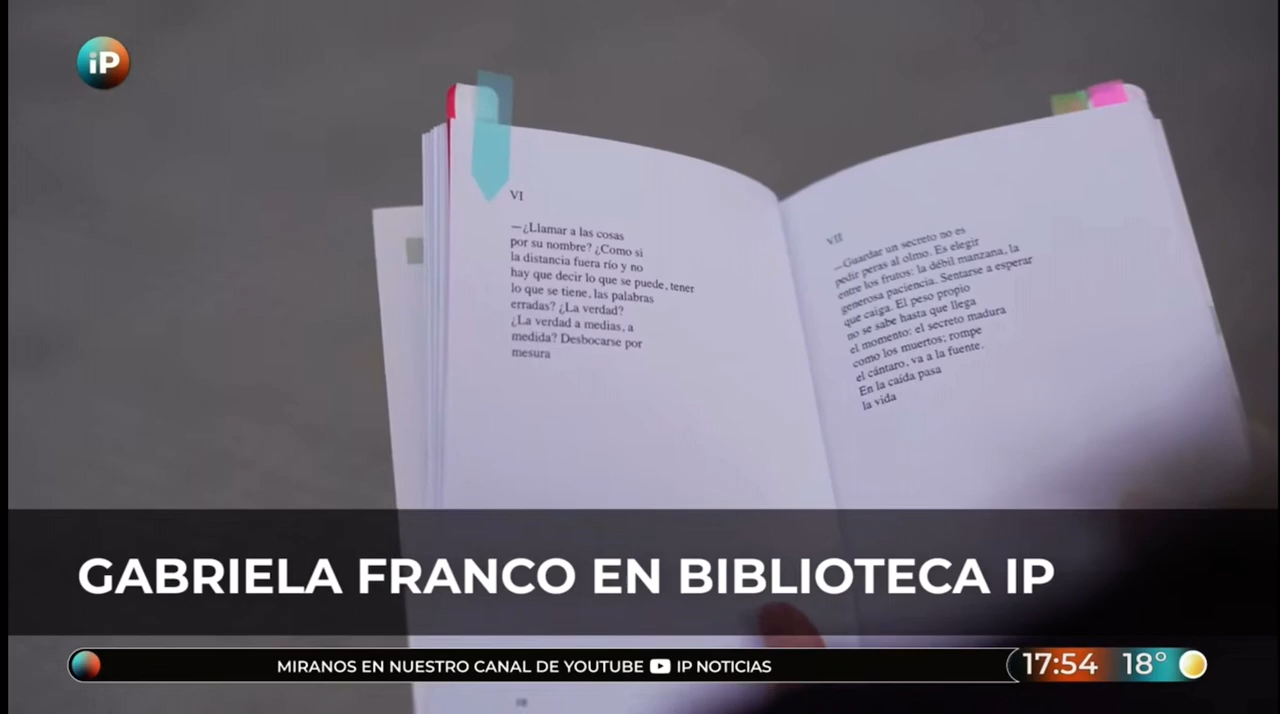 iP
VI
—¿Llamar a las cosas
por su nombre? ¿Como si
la distancia fuera río y no
hay que decir lo que se puede, tener
lo que se tiene, las palabras
erradas? ¿La verdad?
¿La verdad a medias, a
medida? Desbocarse por
mesura
VII
—Guardar un secreto no es
pedir peras al olmo. Es elegir
entre los frutos: la débil manzana, la
generosa paciencia. Sentarse a esperar
que caiga. El peso propio
no se sabe hasta que llega
el momento: el secreto madura
como los muertos; rompe
el cántaro, va a la fuente.
En la caída pasa
la vida
GABRIELA FRANCO EN BIBLIOTECA IP
MIRANOS EN NUESTRO CANAL DE YOUTUBE IP NOTICIAS
17:54 18°